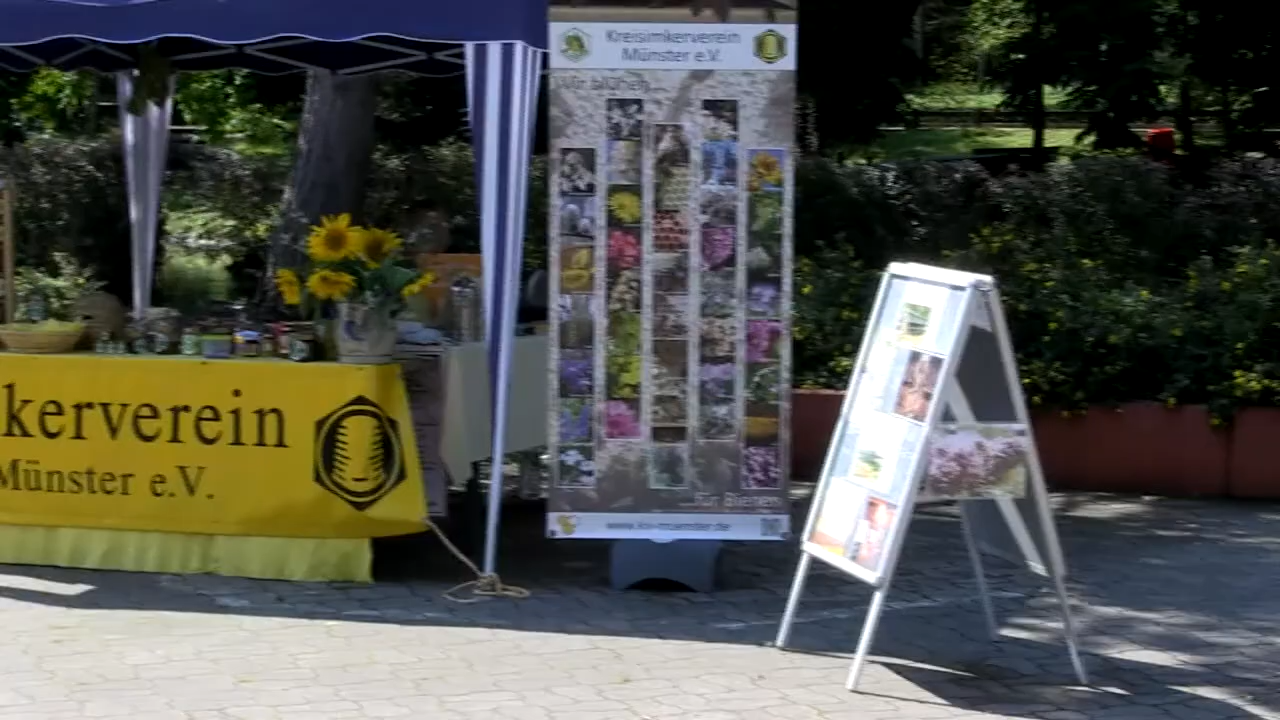 Kreisimkerverein
Münster e.V.
Wir blühen...
...für Bienen
www.kiv-muenster.de
kerverein
Münster e.V.